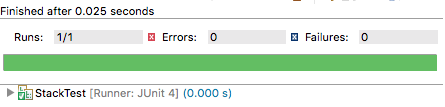 Finished after 0.025 seconds
Runs: 1/1 Errors: 0 Failures: 0
StackTest [Runner: JUnit 4] (0.000 s)